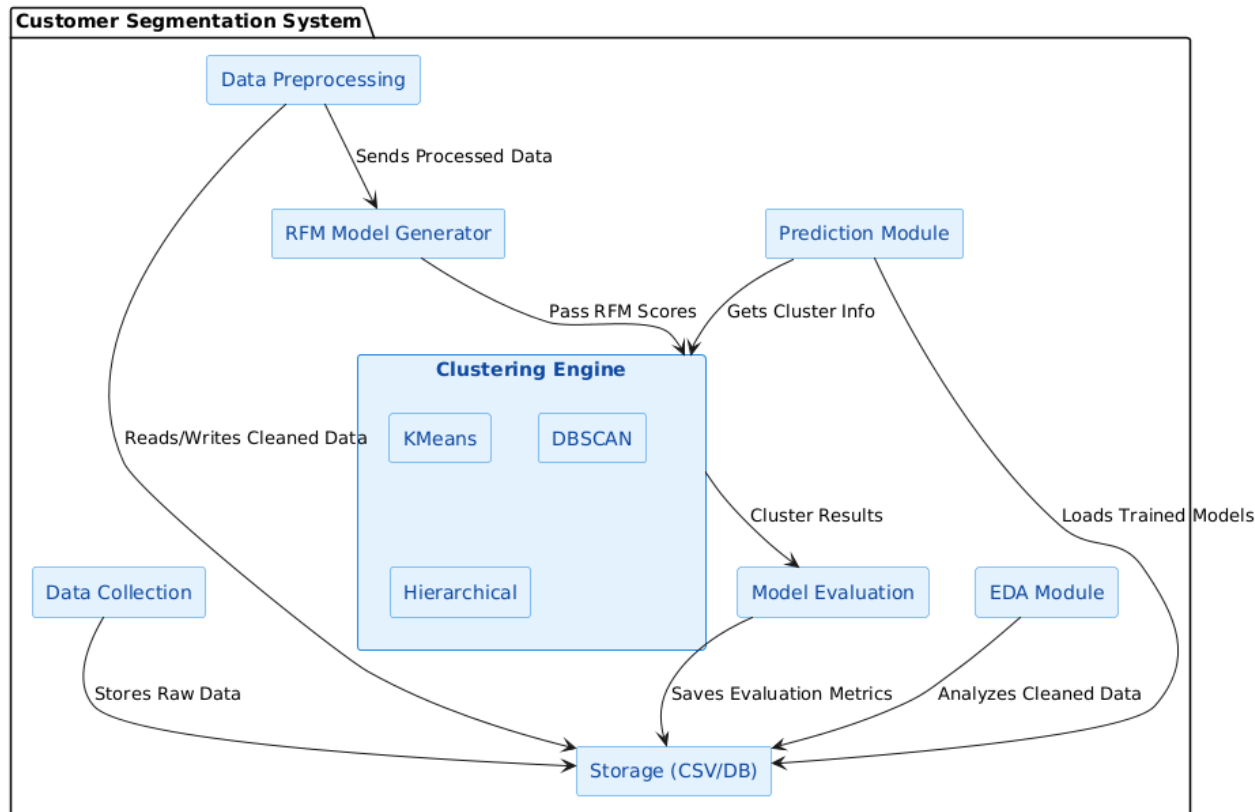 Customer Segmentation System
Data Preprocessing
Sends Processed Data
RFM Model Generator
Prediction Module
Pass RFM Scores
Gets Cluster Info
Clustering Engine
KMeans
DBSCAN
Reads/Writes Cleaned Data
Cluster Results
Loads Trained Models
Data Collection
Hierarchical
Model Evaluation
EDA Module
Stores Raw Data
Saves Evaluation Metrics
Analyzes Cleaned Data
Storage (CSV/DB)